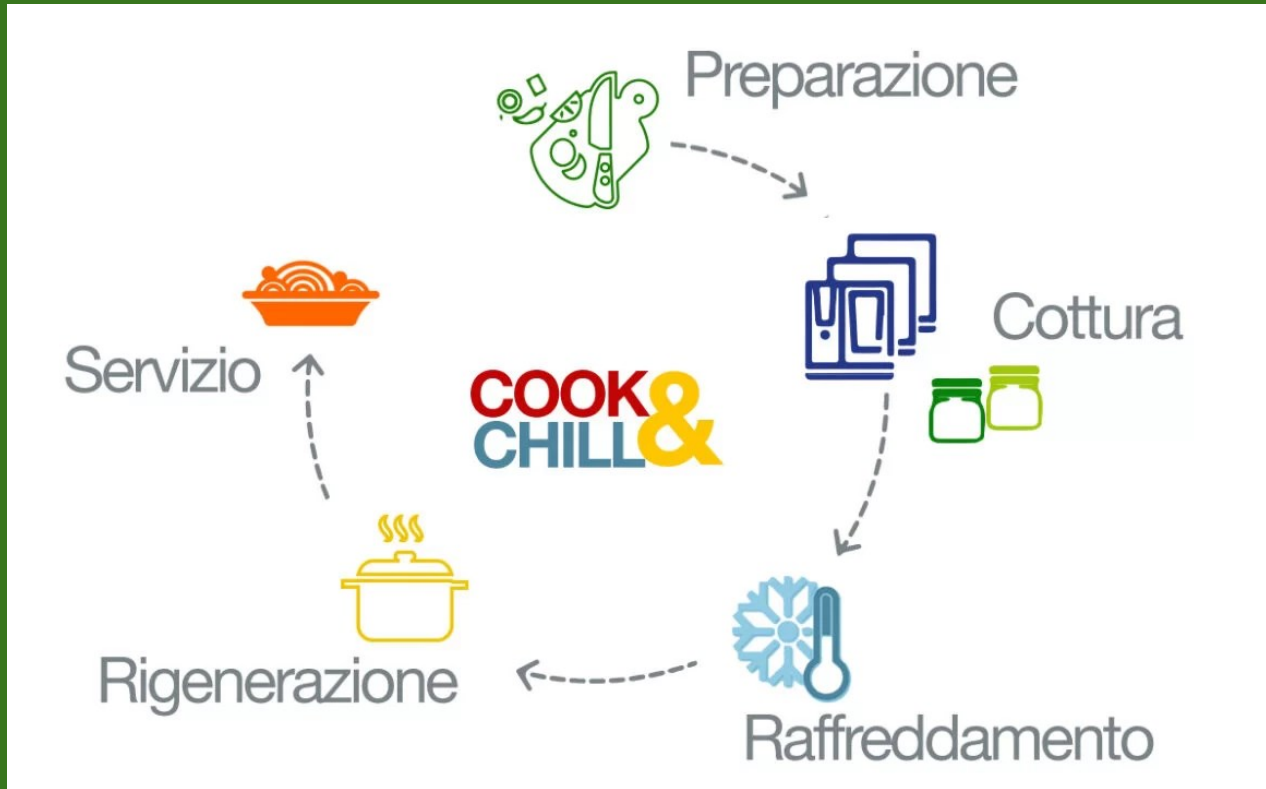 Preparazione
Cottura
Servizio
COOK &
CHILL
Rigenerazione
Raffreddamento